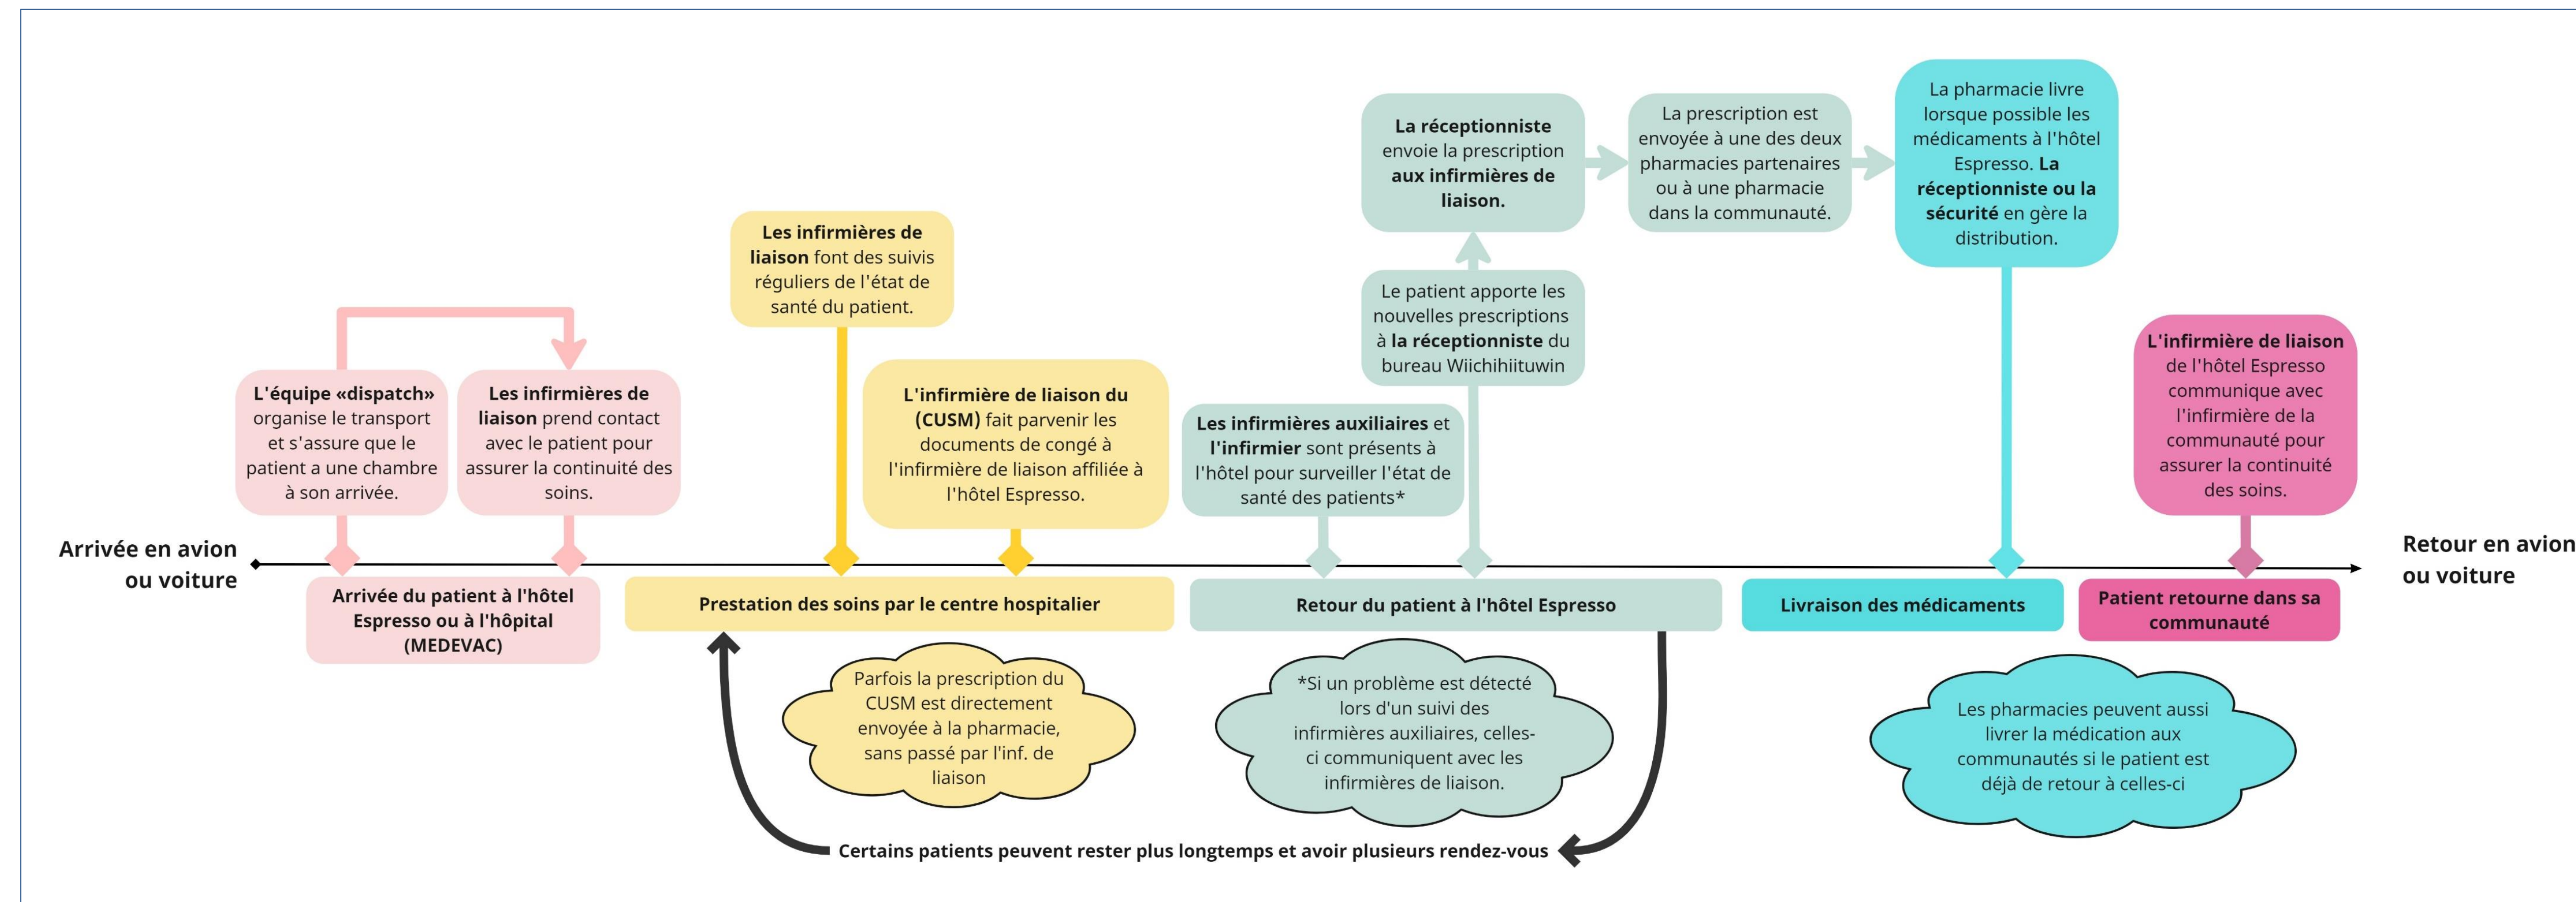 Arrivée en avion
ou voiture
L'équipe «dispatch»
organise le transport
et s'assure que le
patient a une chambre
à son arrivée.
Les infirmières de
liaison prend contact
avec le patient pour
assurer la continuité des
soins.
Arrivée du patient à l'hôtel
Espresso ou à l'hôpital
(MEDEVAC)
Les infirmières de
liaison font des suivis
réguliers de l'état de
santé du patient.
L'infirmière de liaison du
(CUSM) fait parvenir les
documents de congé à
l'infirmière de liaison affiliée à
l'hôtel Espresso.
Prestation des soins par le centre hospitalier
Parfois la prescription du
CUSM est directement
envoyée à la pharmacie,
sans passé par l'inf. de
liaison
Les infirmières auxiliaires et
l'infirmier sont présents à
l'hôtel pour surveiller l'état de
santé des patients*
Le patient apporte les
nouvelles prescriptions
à la réceptionniste du
bureau Wiichihiituwin
La réceptionniste
envoie la prescription
aux infirmières de
liaison.
La prescription est
envoyée à une des deux
pharmacies partenaires
ou à une pharmacie
dans la communauté.
Retour du patient à l'hôtel Espresso
*Si un problème est détecté
lors d'un suivi des
infirmières auxiliaires, celles-
ci communiquent avec les
infirmières de liaison.
Certains patients peuvent rester plus longtemps et avoir plusieurs rendez-vous
La pharmacie livre
lorsque possible les
médicaments à l'hôtel
Espresso. La
réceptionniste ou la
sécurité en gère la
distribution.
Livraison des médicaments
Les pharmacies peuvent aussi
livrer la médication aux
communautés si le patient est
déjà de retour à celles-ci
L'infirmière de liaison
de l'hôtel Espresso
communique avec
l'infirmière de la
communauté pour
assurer la continuité
des soins.
Patient retourne dans sa
communauté
Retour en avion
ou voiture